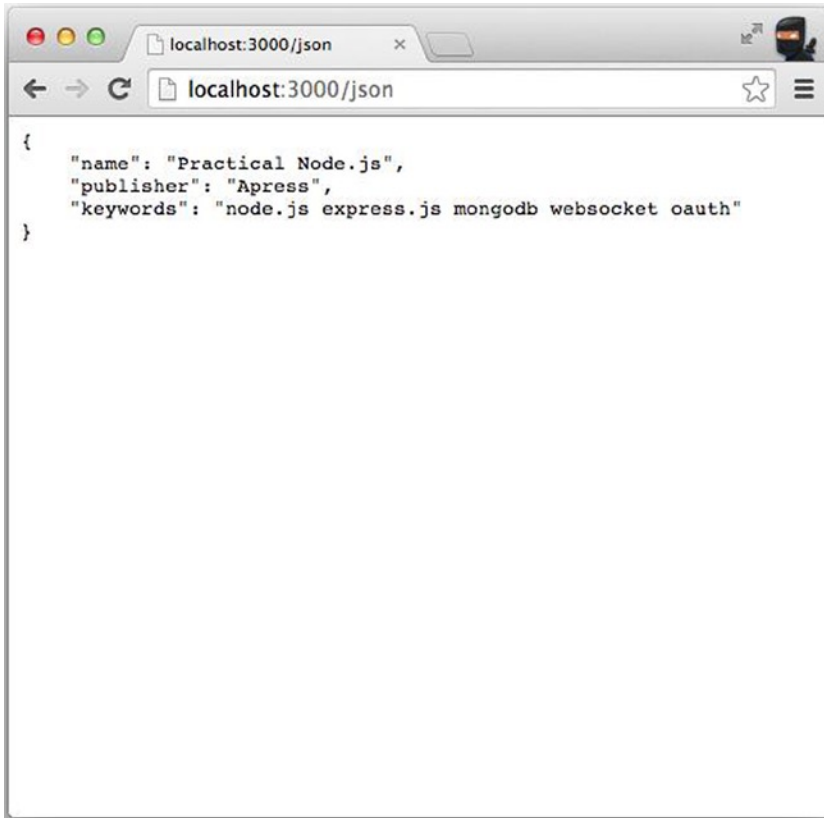 localhost:3000/json
localhost:3000/json
{
    "name": "Practical Node.js",
    "publisher": "Apress",
    "keywords": "node.js express.js mongodb websocket oauth"
}